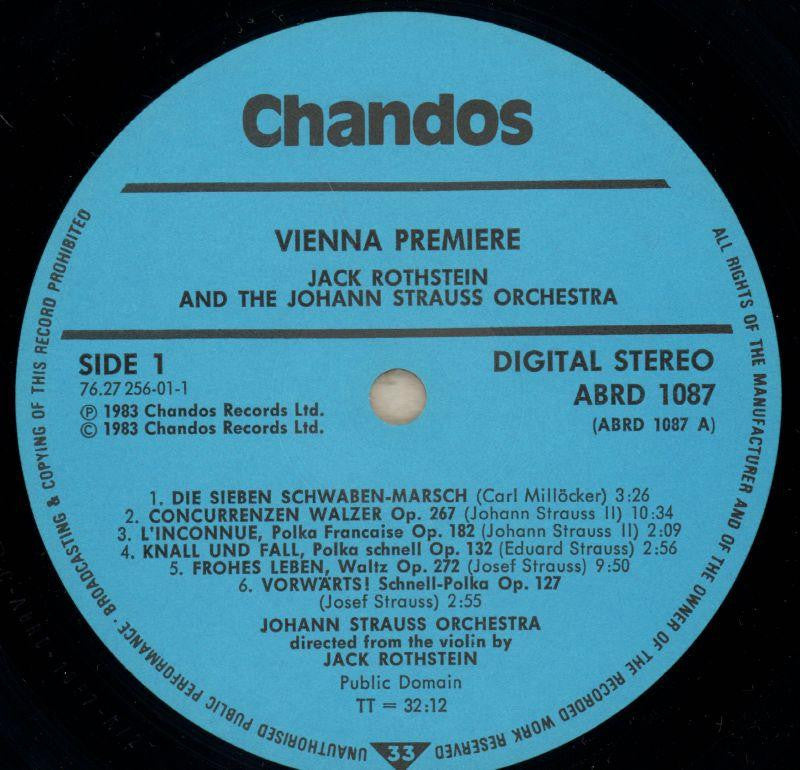 Chandos
VIENNA PREMIERE
JACK ROTHSTEIN
AND THE JOHANN STRAUSS ORCHESTRA
SIDE 1
76.27 256-01-1
Ⓟ 1983 Chandos Records Ltd.
© 1983 Chandos Records Ltd.
DIGITAL STEREO
ABRD 1087
(ABRD 1087 A)
1. DIE SIEBEN SCHWABEN-MARSCH (Carl Millöcker) 3:26
2. CONCURRENZEN WALZER Op. 267 (Johann Strauss II) 10:34
3. L'INCONNUE, Polka Francaise Op. 182 (Johann Strauss II) 2:09
4. KNALL UND FALL, Polka schnell Op. 132 (Eduard Strauss) 2:56
5. FROHES LEBEN, Waltz Op. 272 (Josef Strauss) 9:50
6. VORWÄRTS! Schnell-Polka Op. 127
(Josef Strauss) 2:55
JOHANN STRAUSS ORCHESTRA
directed from the violin by
JACK ROTHSTEIN
Public Domain
TT = 32:12
33
ALL RIGHTS OF THE MANUFACTURER AND OF THE OWNER OF THE RECORDED WORK RESERVED
UNAUTHORISED PUBLIC PERFORMANCE · BROADCASTING & COPYING OF THIS RECORD PROHIBITED